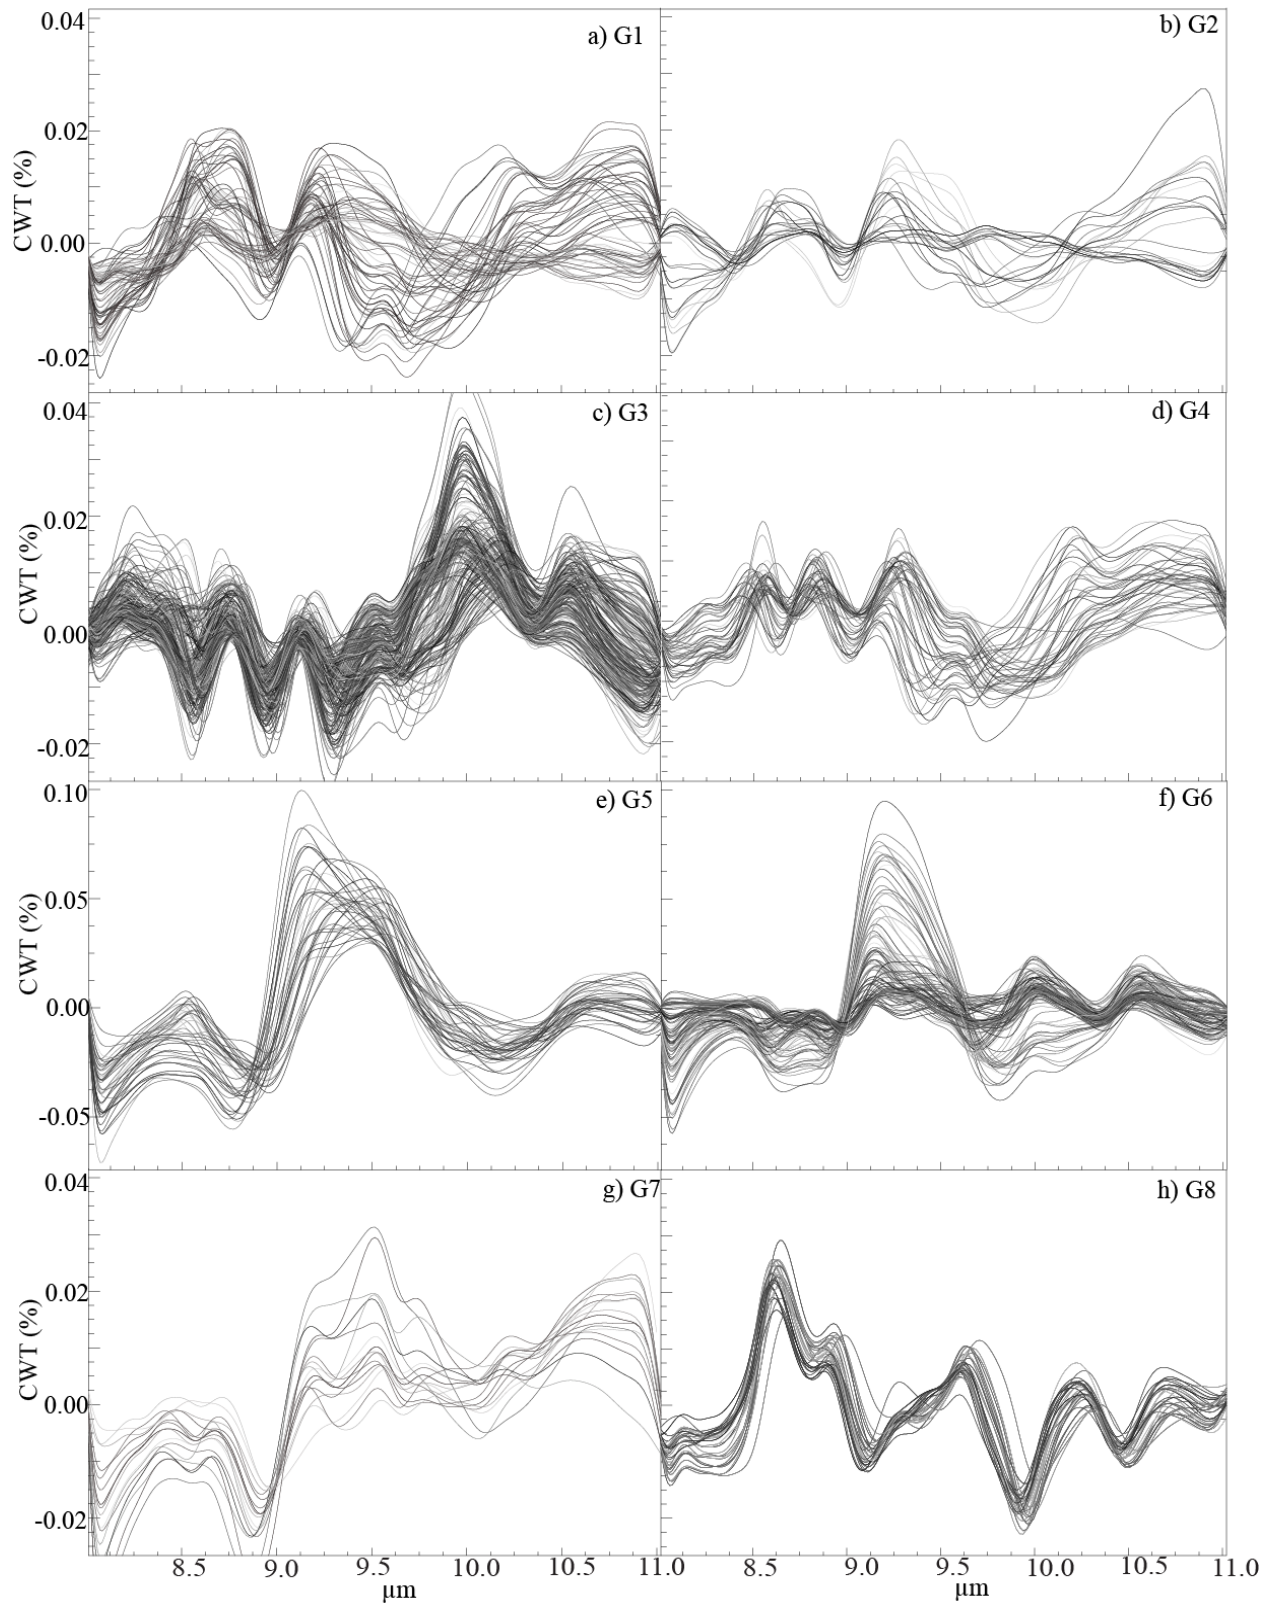 0.04
a) G1
b) G2
0.02
CWT (%)
0.00
-0.02
0.04
c) G3
d) G4
0.02
CWT (%)
0.00
-0.02
0.10
e) G5
f) G6
0.05
CWT (%)
0.00
-0.05
0.04
g) G7
h) G8
0.02
CWT (%)
0.00
-0.02
8.5 9.0 9.5 10.0 10.5 11.0 8.5 9.0 9.5 10.0 10.5 11.0
µm µm